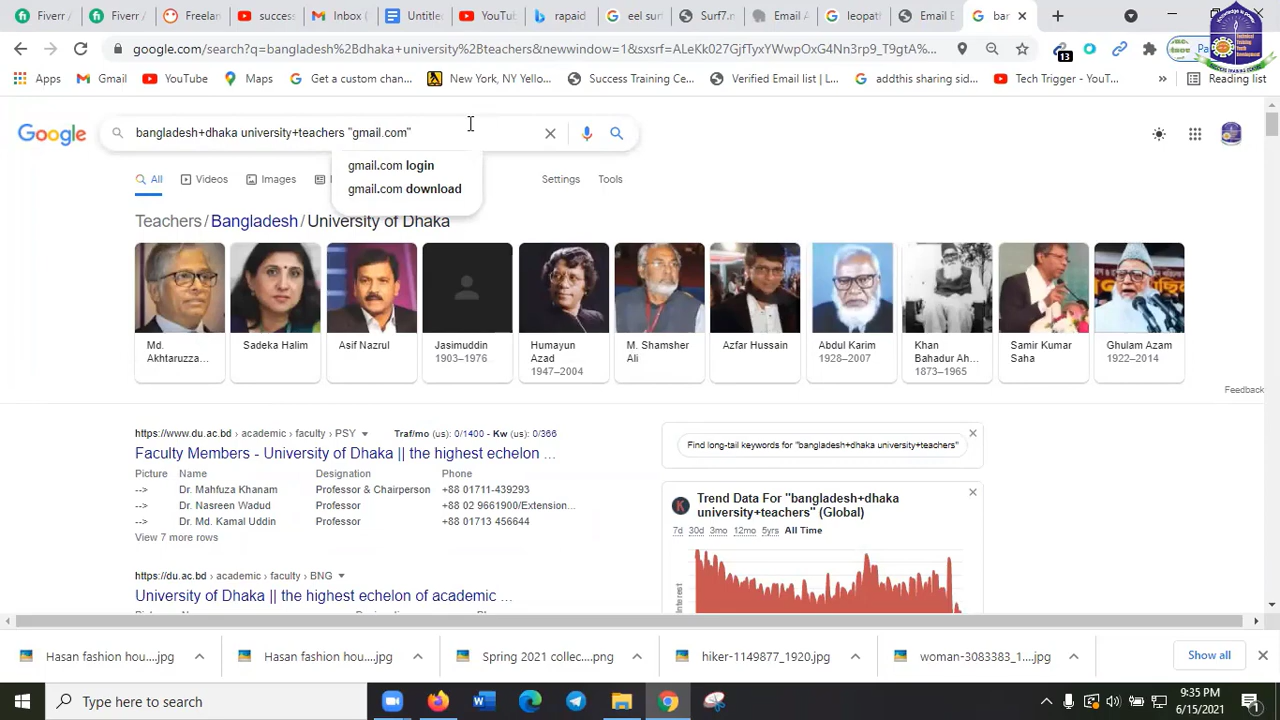 Fiverr /
Fiverr /
Freelan
success
Inbox (
Untitle
YouTu
rapaid
eel sum
Surf7.n
Email A
leopath
Email E
bar
google.com/search?q=bangladesh%2Bdhaka+university%2Bteachers&newwindow=1&sxsrf=ALeKk027GjfTyxYWwpOxG4Nn3rp9_T9gtA%...
13
Apps
Gmail
YouTube
Maps
Get a custom chan...
New York, NY Yello...
Success Training Ce...
Verified Email list | L...
addthis sharing sid...
Tech Trigger - YouT...
»
Reading list
Google
bangladesh+dhaka university+teachers "gmail.com"
gmail.com login
gmail.com download
All
Videos
Images
Settings
Tools
Teachers / Bangladesh / University of Dhaka
Md. Akhtaruzza...
Sadeka Halim
Asif Nazrul
Jasimuddin
1903–1976
Humayun Azad
1947–2004
M. Shamsher Ali
Azfar Hussain
Abdul Karim
1928–2007
Khan Bahadur Ah...
1873–1965
Samir Kumar Saha
Ghulam Azam
1922–2014
Feedback
https://www.du.ac.bd › academic › faculty › PSY
Traf/mo (us): 0/1400 - Kw (us): 0/366
Faculty Members - University of Dhaka || the highest echelon ...
Picture Name Designation Phone
--> Dr. Mahfuza Khanam Professor & Chairperson +88 01711-439293
--> Dr. Nasreen Wadud Professor +88 02 9661900/Extension...
--> Dr. Md. Kamal Uddin Professor +88 01713 456644
View 7 more rows
https://du.ac.bd › academic › faculty › BNG
University of Dhaka || the highest echelon of academic ...
Find long-tail keywords for "bangladesh+dhaka university+teachers"
Trend Data For "bangladesh+dhaka
university+teachers" (Global)
7d 30d 3mo 12mo 5yrs All Time
Interest
Hasan fashion hou....jpg
Hasan fashion hou....jpg
Spring 2021 collec....png
hiker-1149877_1920.jpg
woman-3083383_1....jpg
Show all
Type here to search
9:35 PM
6/15/2021